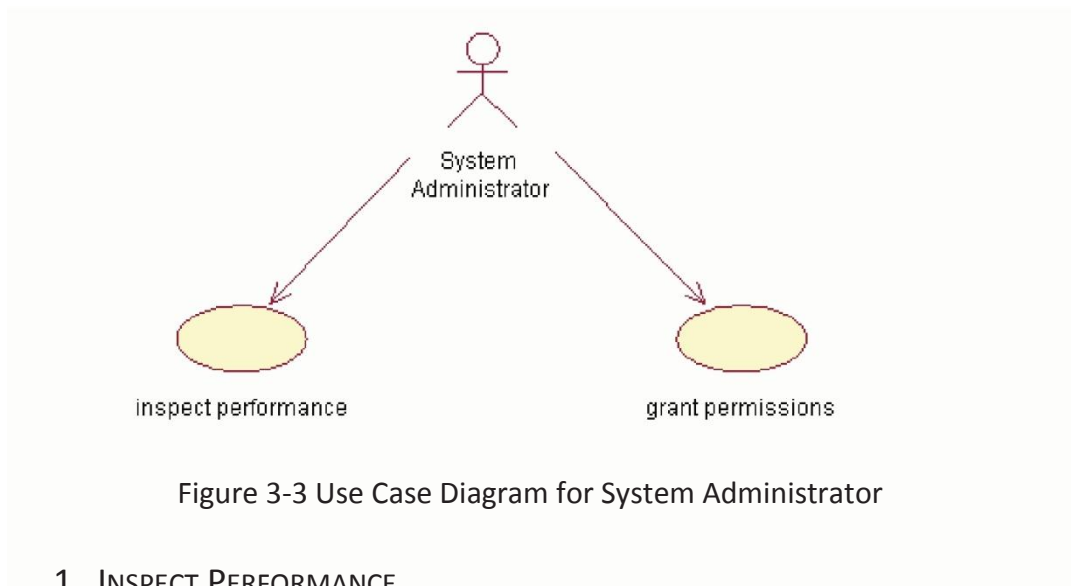 System
Administrator
inspect performance
grant permissions
Figure 3-3 Use Case Diagram for System Administrator
1. INSPECT PERFORMANCE